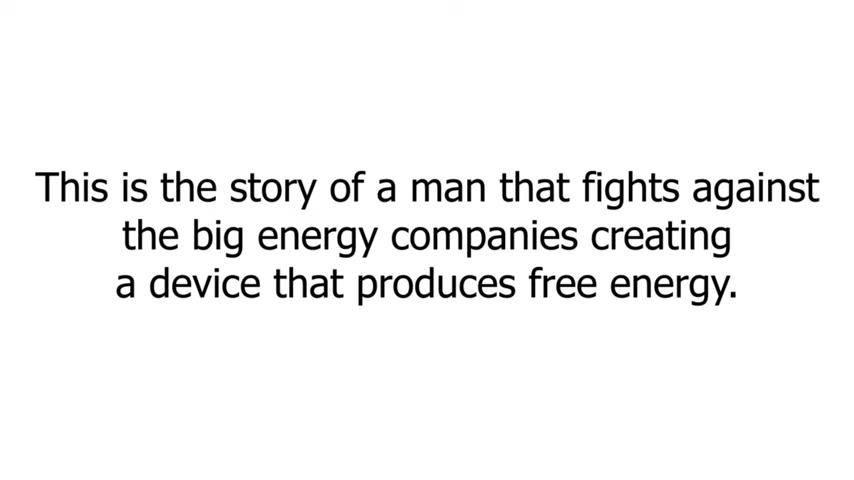 This is the story of a man that fights against
the big energy companies creating
a device that produces free energy.